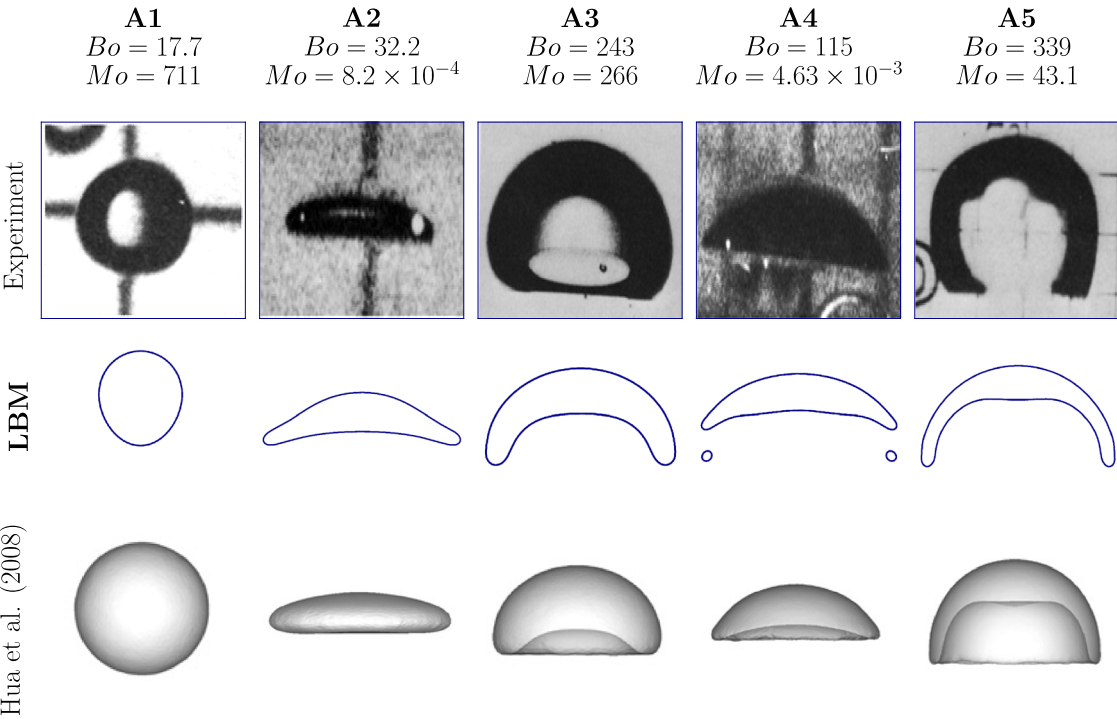 A1
Bo = 17.7
Mo = 711
A2
Bo = 32.2
Mo = 8.2 × 10⁻⁴
A3
Bo = 243
Mo = 266
A4
Bo = 115
Mo = 4.63 × 10⁻³
A5
Bo = 339
Mo = 43.1
Experiment
LBM
Hua et al. (2008)